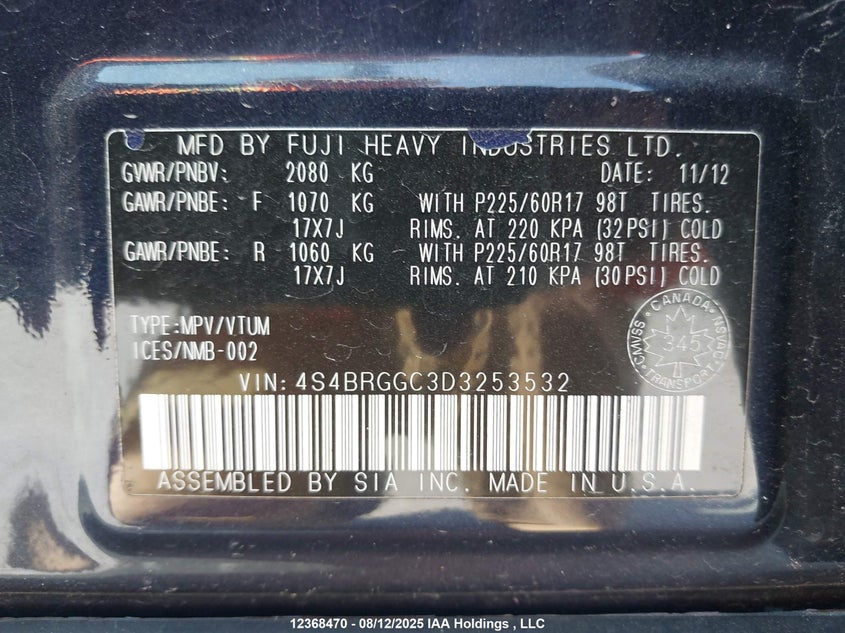 MFD BY FUJI HEAVY INDUSTRIES LTD.
GVWR/PNBV: 2080 KG DATE: 11/12
GAWR/PNBE: F 1070 KG WITH P225/60R17 98T TIRES.
17X7J RIMS. AT 220 KPA (32PSI) COLD
GAWR/PNBE: R 1060 KG WITH P225/60R17 98T TIRES.
17X7J RIMS. AT 210 KPA (30PSI) COLD
TYPE:MPV/VTUM
1CES/NMB-002
CANADA
CMVSS 345 NSVAC
TRANSPORT
VIN: 4S4BRGGC3D3253532
ASSEMBLED BY SIA INC. MADE IN U.S.A.
12368470 - 08/12/2025 IAA Holdings , LLC